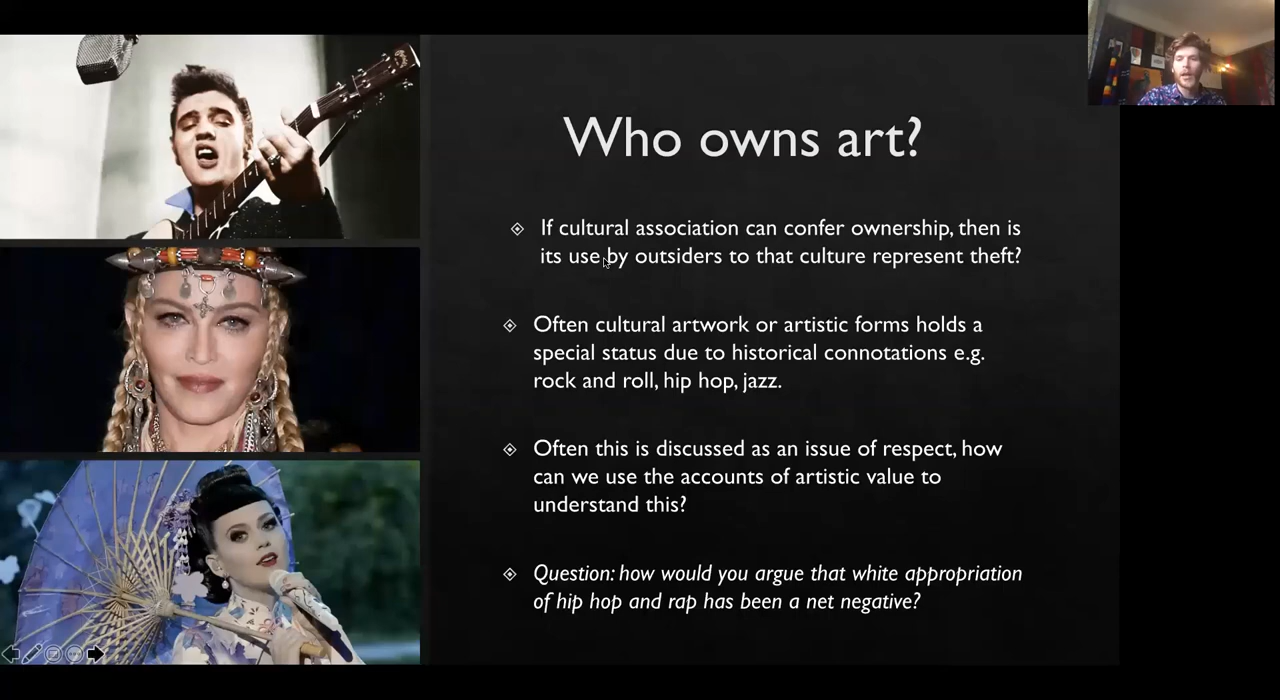 Who owns art?
If cultural association can confer ownership, then is
its use by outsiders to that culture represent theft?
Often cultural artwork or artistic forms holds a
special status due to historical connotations e.g.
rock and roll, hip hop, jazz.
Often this is discussed as an issue of respect, how
can we use the accounts of artistic value to
understand this?
Question: how would you argue that white appropriation
of hip hop and rap has been a net negative?